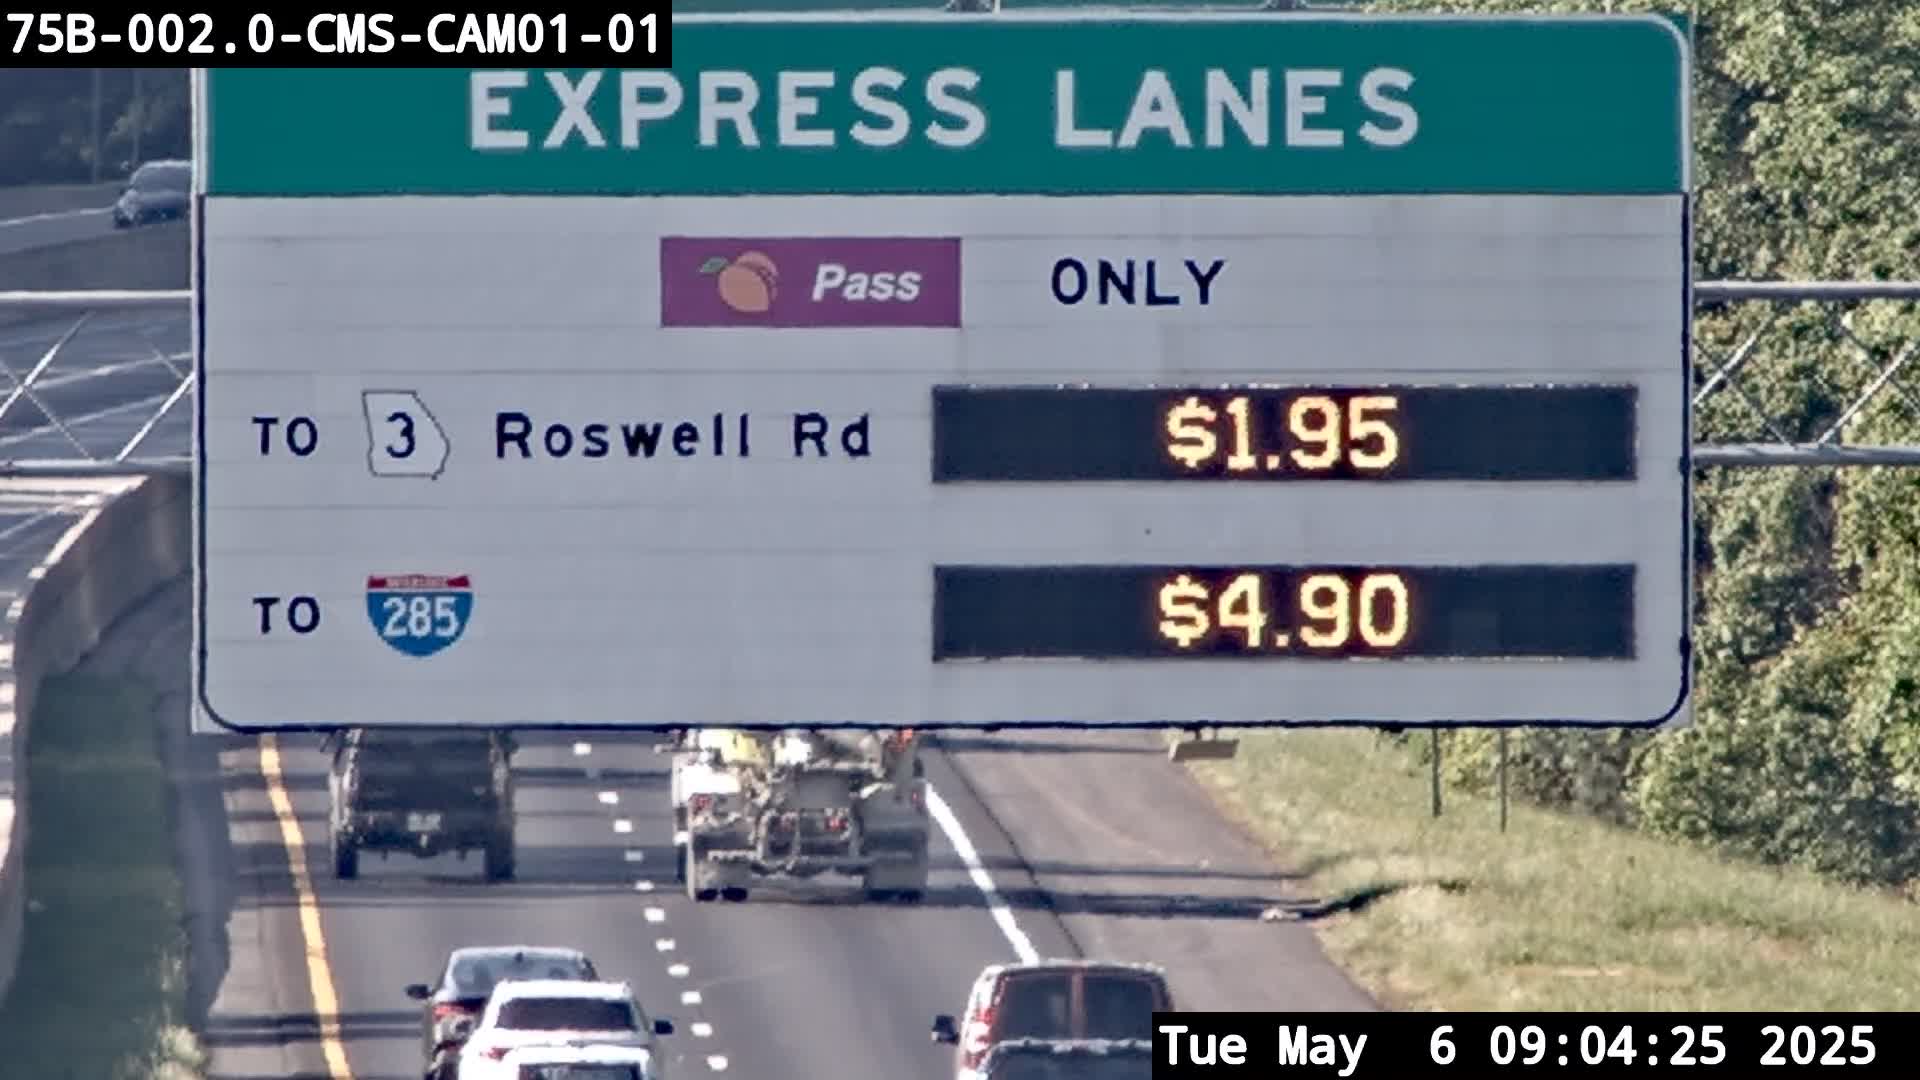 75B-002.0-CMS-CAM01-01
EXPRESS LANES
Pass ONLY
TO 3 Roswell Rd $1.95
TO 285 $4.90
Tue May 6 09:04:25 2025